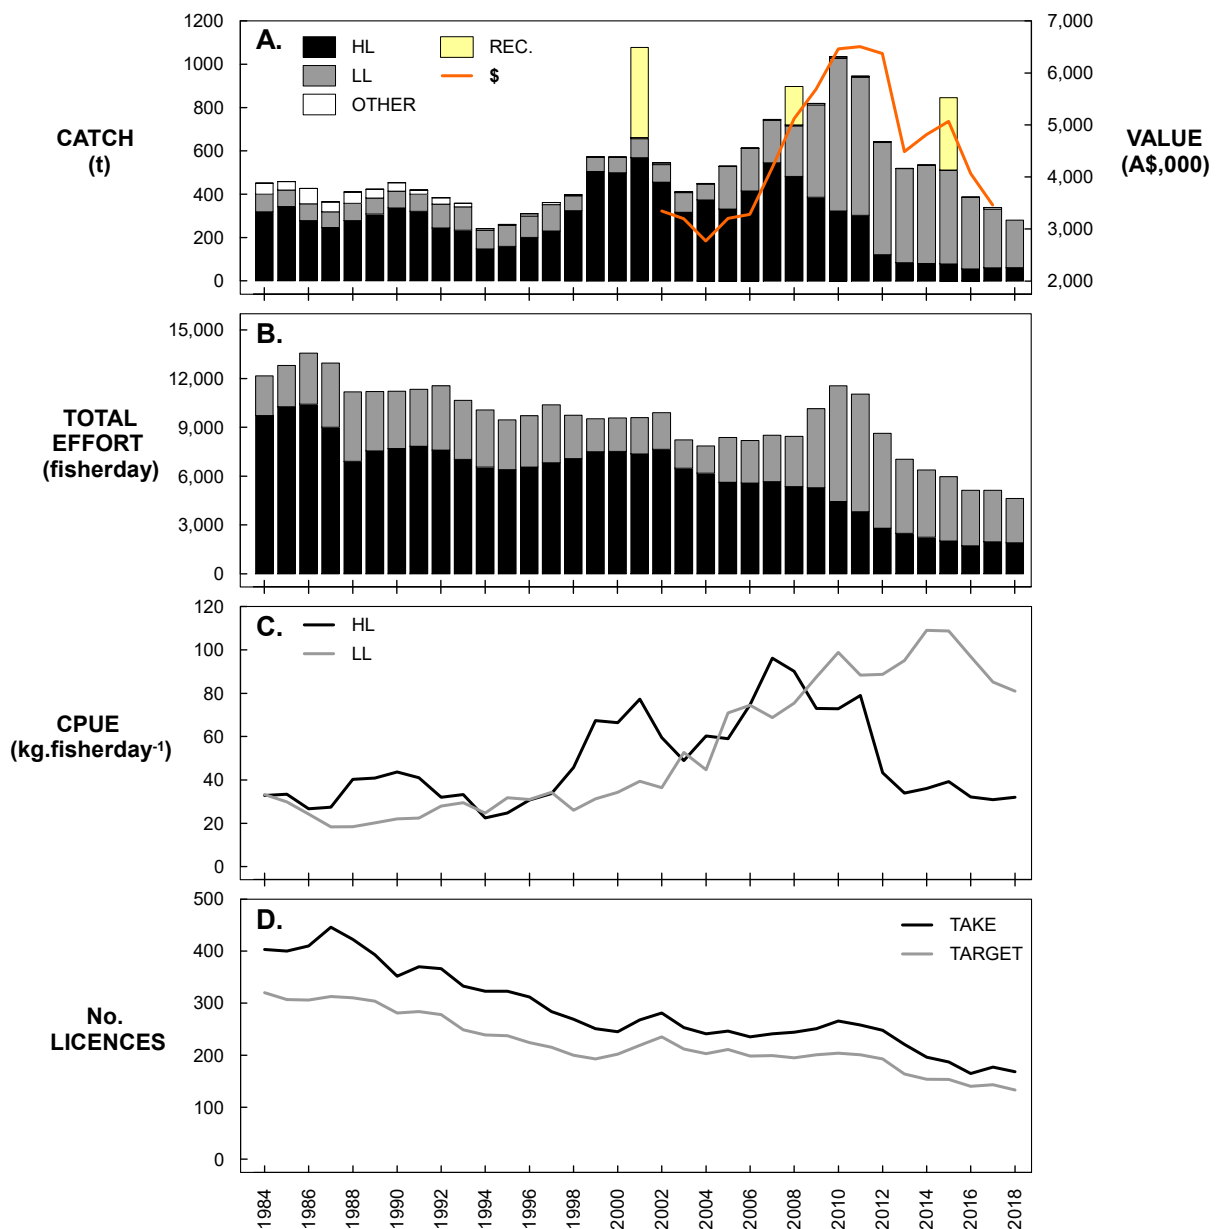 A.
HL
LL
OTHER
REC.
$
CATCH
(t)
1200
1000
800
600
400
200
0
7,000
6,000
5,000
4,000
3,000
2,000
VALUE
(A$,000)
B.
TOTAL
EFFORT
(fisherday)
15,000
12,000
9,000
6,000
3,000
0
C.
HL
LL
CPUE
(kg.fisherday-1)
120
100
80
60
40
20
0
D.
TAKE
TARGET
No.
LICENCES
500
400
300
200
100
0
1984
1986
1988
1990
1992
1994
1996
1998
2000
2002
2004
2006
2008
2010
2012
2014
2016
2018